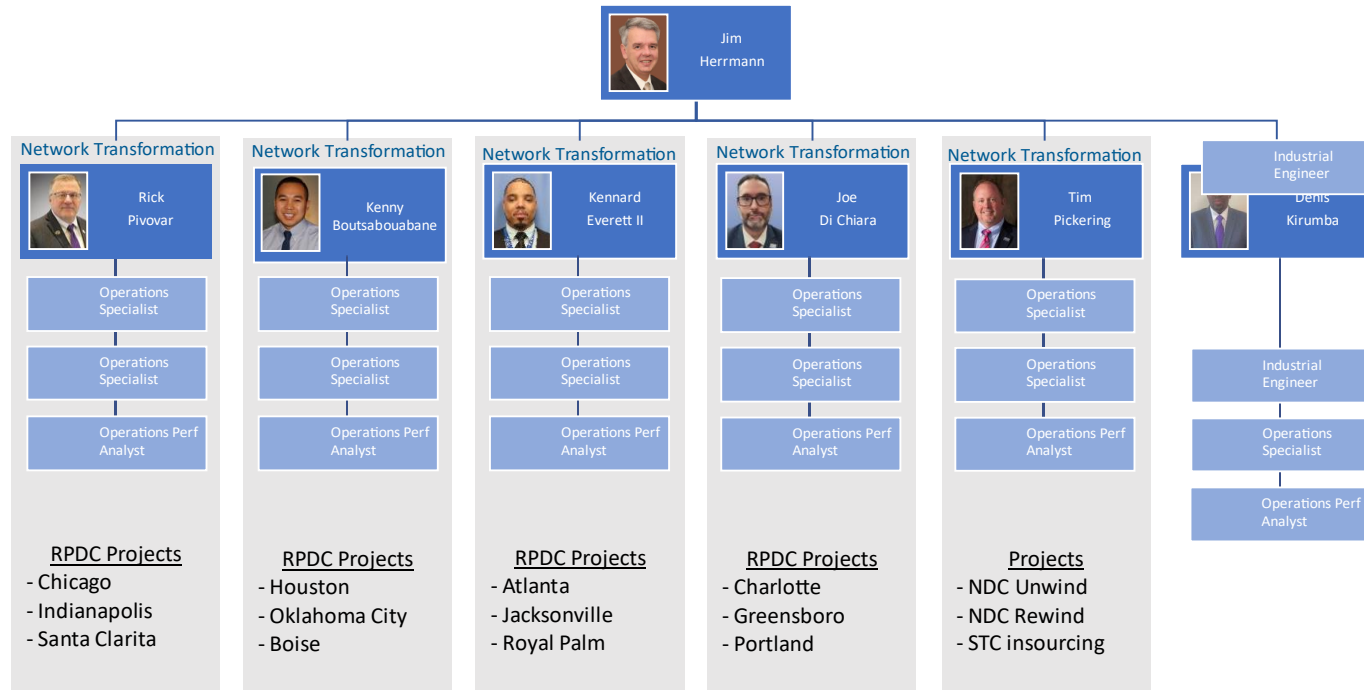 Jim
Herrmann
Network Transformation
Rick
Pivovar
Operations
Specialist
Operations
Specialist
Operations Perf
Analyst
RPDC Projects
- Chicago
- Indianapolis
- Santa Clarita
Network Transformation
Kenny
Boutsabouabane
Operations
Specialist
Operations
Specialist
Operations Perf
Analyst
RPDC Projects
- Houston
- Oklahoma City
- Boise
Network Transformation
Kennard
Everett II
Operations
Specialist
Operations
Specialist
Operations Perf
Analyst
RPDC Projects
- Atlanta
- Jacksonville
- Royal Palm
Network Transformation
Joe
Di Chiara
Operations
Specialist
Operations
Specialist
Operations Perf
Analyst
RPDC Projects
- Charlotte
- Greensboro
- Portland
Network Transformation
Tim
Pickering
Operations
Specialist
Operations
Specialist
Operations Perf
Analyst
Projects
- NDC Unwind
- NDC Rewind
- STC insourcing
Industrial
Engineer
Denis
Kirumba
Industrial
Engineer
Operations
Specialist
Operations Perf
Analyst